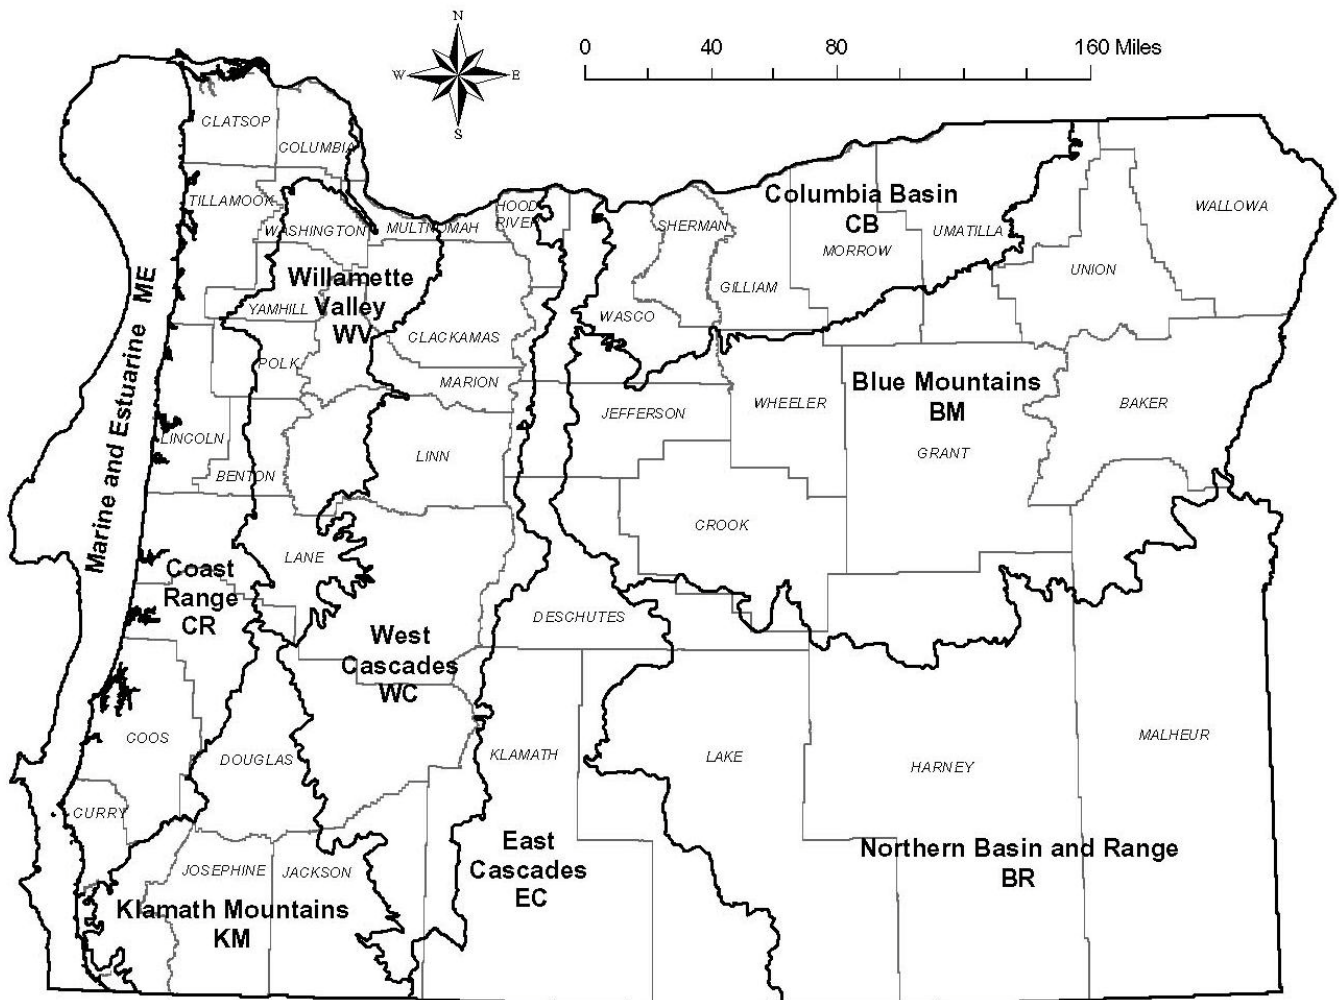 N
W
E
S
0
40
80
160 Miles
CLATSOP
COLUMBIA
TILLAMOOK
WASHINGTON
MULTNOMAH
HOOD
RIVER
SHERMAN
Columbia Basin
CB
MORROW
UMATILLA
WALLOWA
UNION
Marine and Estuarine ME
Willamette
Valley
WV
YAMHILL
GILLIAM
WASCO
CLACKAMAS
POLK
MARION
JEFFERSON
WHEELER
Blue Mountains
BM
BAKER
LINCOLN
BENTON
LINN
GRANT
CROOK
LANE
Coast
Range
CR
DESCHUTES
West
Cascades
WC
COOS
DOUGLAS
KLAMATH
LAKE
HARNEY
MALHEUR
CURRY
JOSEPHINE
JACKSON
East
Cascades
EC
Northern Basin and Range
BR
Klamath Mountains
KM